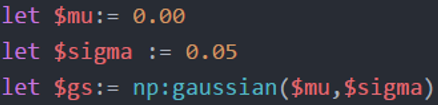 let $mu:= 0.00
let $sigma := 0.05
let $gs:= np:gaussian($mu,$sigma)